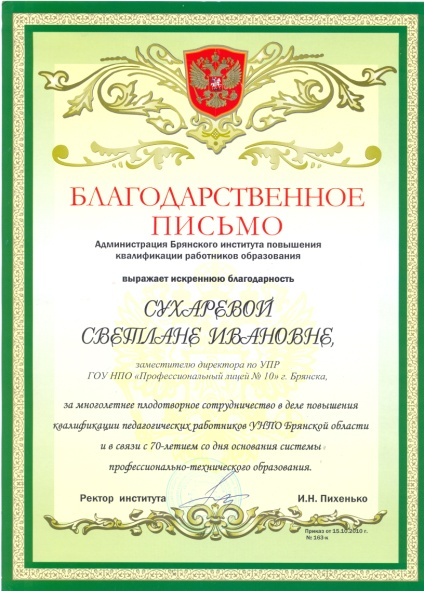 БЛАГОДАРСТВЕННОЕ
ПИСЬМО
Администрация Брянского института повышения
квалификации работников образования
выражает искреннюю благодарность
СУХАРЕВОЙ
СВЕТЛАНЕ ИВАНОВНЕ,
заместителю директора по УПР
ГОУ НПО «Профессиональный лицей № 10» г. Брянска,
за многолетнее плодотворное сотрудничество в деле повышения
квалификации педагогических работников УНПО Брянской области
и в связи с 70-летием со дня основания системы
профессионально-технического образования.
Ректор института И.Н. Пихенько
Приказ от 15.10.2010 г.
№ 163-к